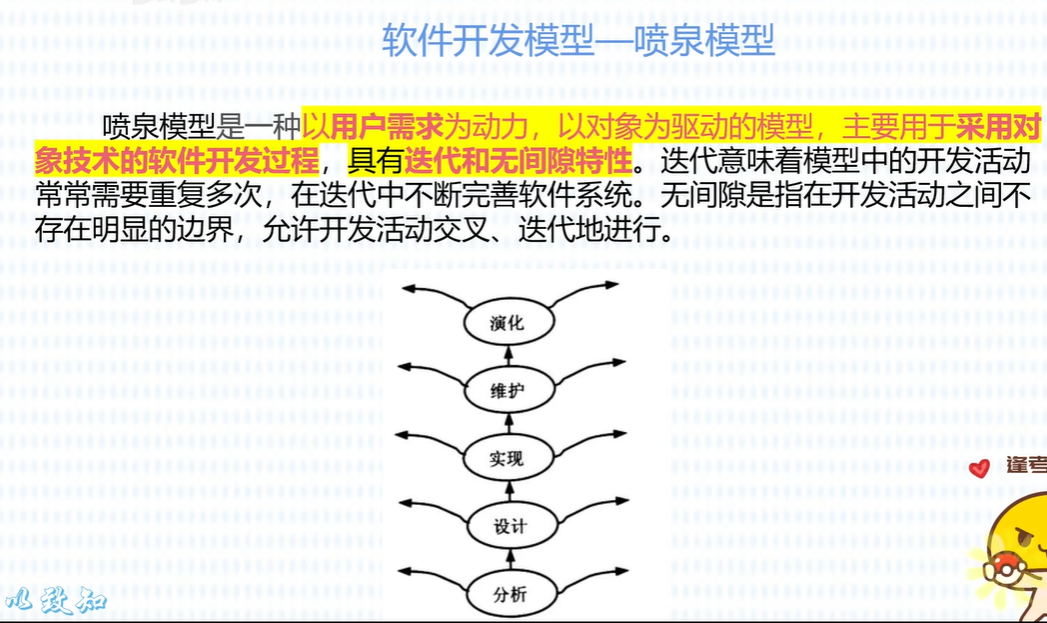 软件开发模型—喷泉模型
喷泉模型是一种以用户需求为动力，以对象为驱动的模型，主要用于采用对
象技术的软件开发过程，具有迭代和无间隙特性。迭代意味着模型中的开发活动
常常需要重复多次，在迭代中不断完善软件系统。无间隙是指在开发活动之间不
存在明显的边界，允许开发活动交叉、迭代地进行。
演化
维护
实现
逢考
设计
分析
以致知